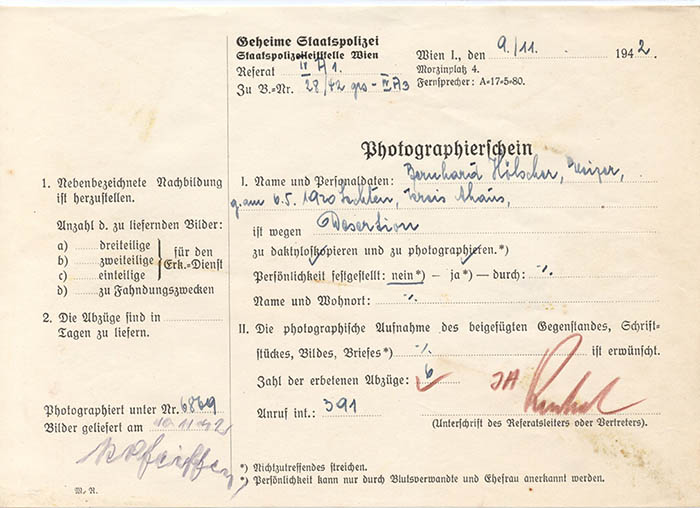 Geheime Staatspolizei
Staatspolizeileitstelle Wien
Referat IV A/1.
Zu B.=Nr. 28/42 grs - IV A3
Wien I., den 9./11. 1942.
Morzinplatz 4.
Fernsprecher: A=17=5=80.
Photographierschein
1. Nebenbezeichnete Nachbildung
ist herzustellen.
Anzahl d. zu liefernden Bilder:
a) dreiteilige
b) zweiteilige
c) einteilige
für den
Erk.=Dienst
d) zu Fahndungszwecken
2. Die Abzüge sind in
Tagen zu liefern.
Photographiert unter Nr. 6869
Bilder geliefert am 10.11.42
M. R.
I. Name und Personaldaten: Bernhard Hölscher,
g. am 6.5.1920 Kreis Ahaus,
ist wegen Desertion
zu daktyloskopieren und zu photographieren.*)
Persönlichkeit festgestellt: nein*) – ja*) – durch: ./.
Name und Wohnort: ./.
II. Die photographische Aufnahme des beigefügten Gegenstandes, Schrift-
stückes, Bildes, Briefes*) ./. ist erwünscht.
Zahl der erbetenen Abzüge: 6
Anruf int.: 391
JA
(Unterschrift des Referatsleiters oder Vertreters).
*) Nichtzutreffendes streichen.
*) Persönlichkeit kann nur durch Blutsverwandte und Ehefrau anerkannt werden.